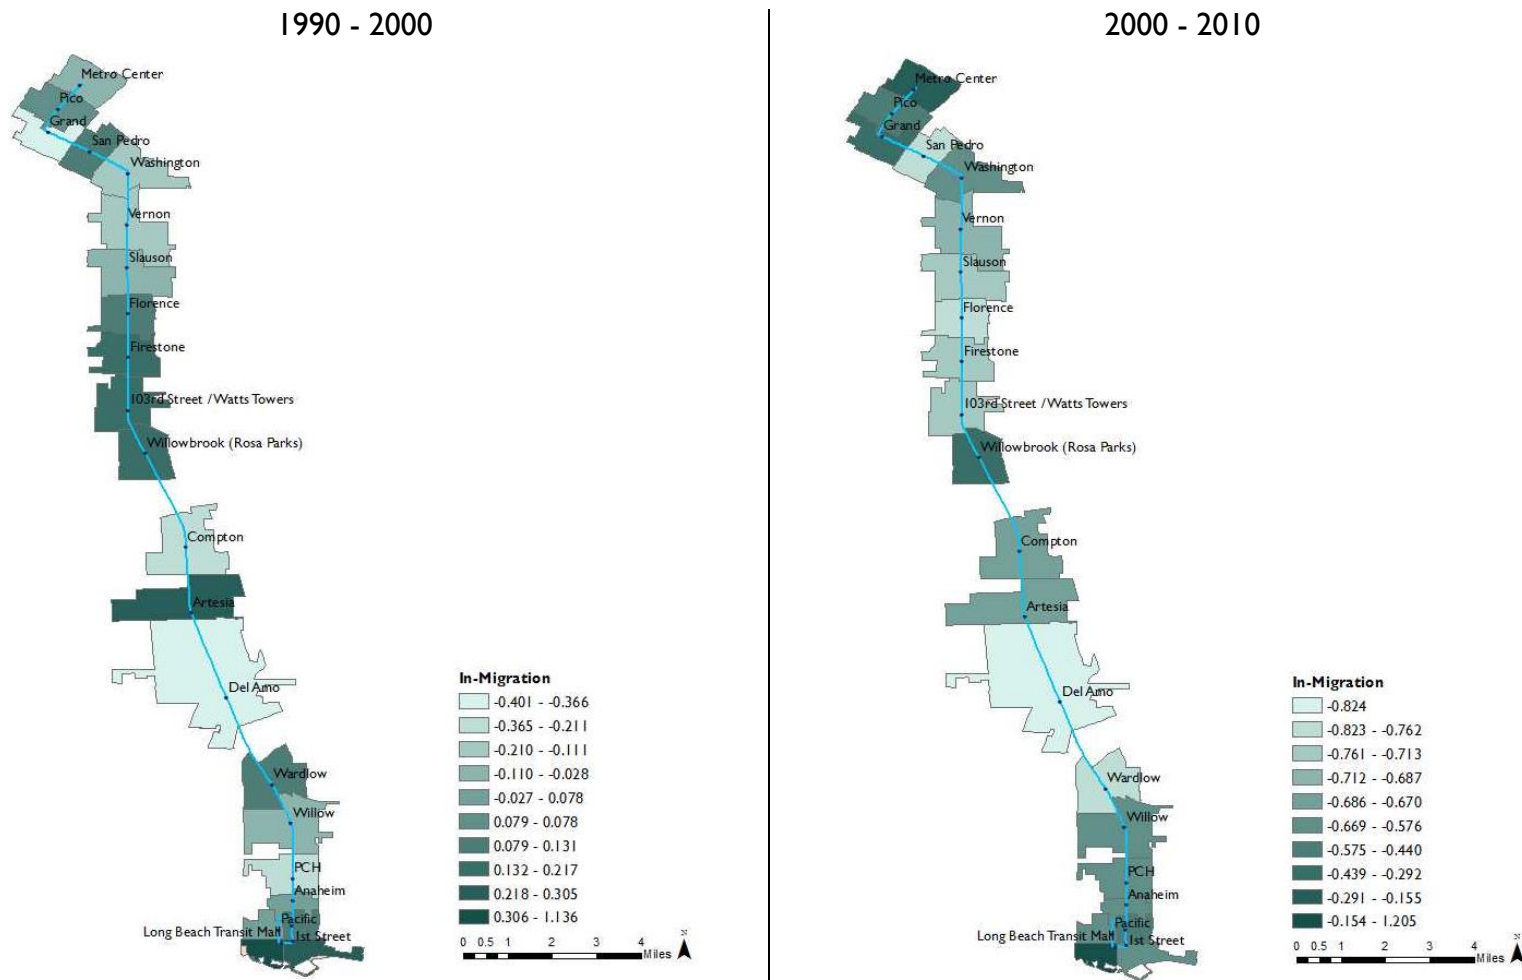 1990 - 2000
Metro Center
Pico
Grand
San Pedro
Washington
Vernon
Slauson
Florence
Firestone
103rd Street / Watts Towers
Willowbrook (Rosa Parks)
Compton
Artesia
Del Amo
Wardlow
Willow
PCH
Anaheim
Pacific
Long Beach Transit Mall
1st Street
In-Migration
-0.401 - -0.366
-0.365 - -0.211
-0.210 - -0.111
-0.110 - -0.028
-0.027 - 0.078
0.079 - 0.078
0.079 - 0.131
0.132 - 0.217
0.218 - 0.305
0.306 - 1.136
0 0.5 1 2 3 4
Miles
2000 - 2010
Metro Center
Pico
Grand
San Pedro
Washington
Vernon
Slauson
Florence
Firestone
103rd Street / Watts Towers
Willowbrook (Rosa Parks)
Compton
Artesia
Del Amo
Wardlow
Willow
PCH
Anaheim
Pacific
Long Beach Transit Mall
1st Street
In-Migration
-0.824
-0.823 - -0.762
-0.761 - -0.713
-0.712 - -0.687
-0.686 - -0.670
-0.669 - -0.576
-0.575 - -0.440
-0.439 - -0.292
-0.291 - -0.155
-0.154 - 1.205
0 0.5 1 2 3 4
Miles